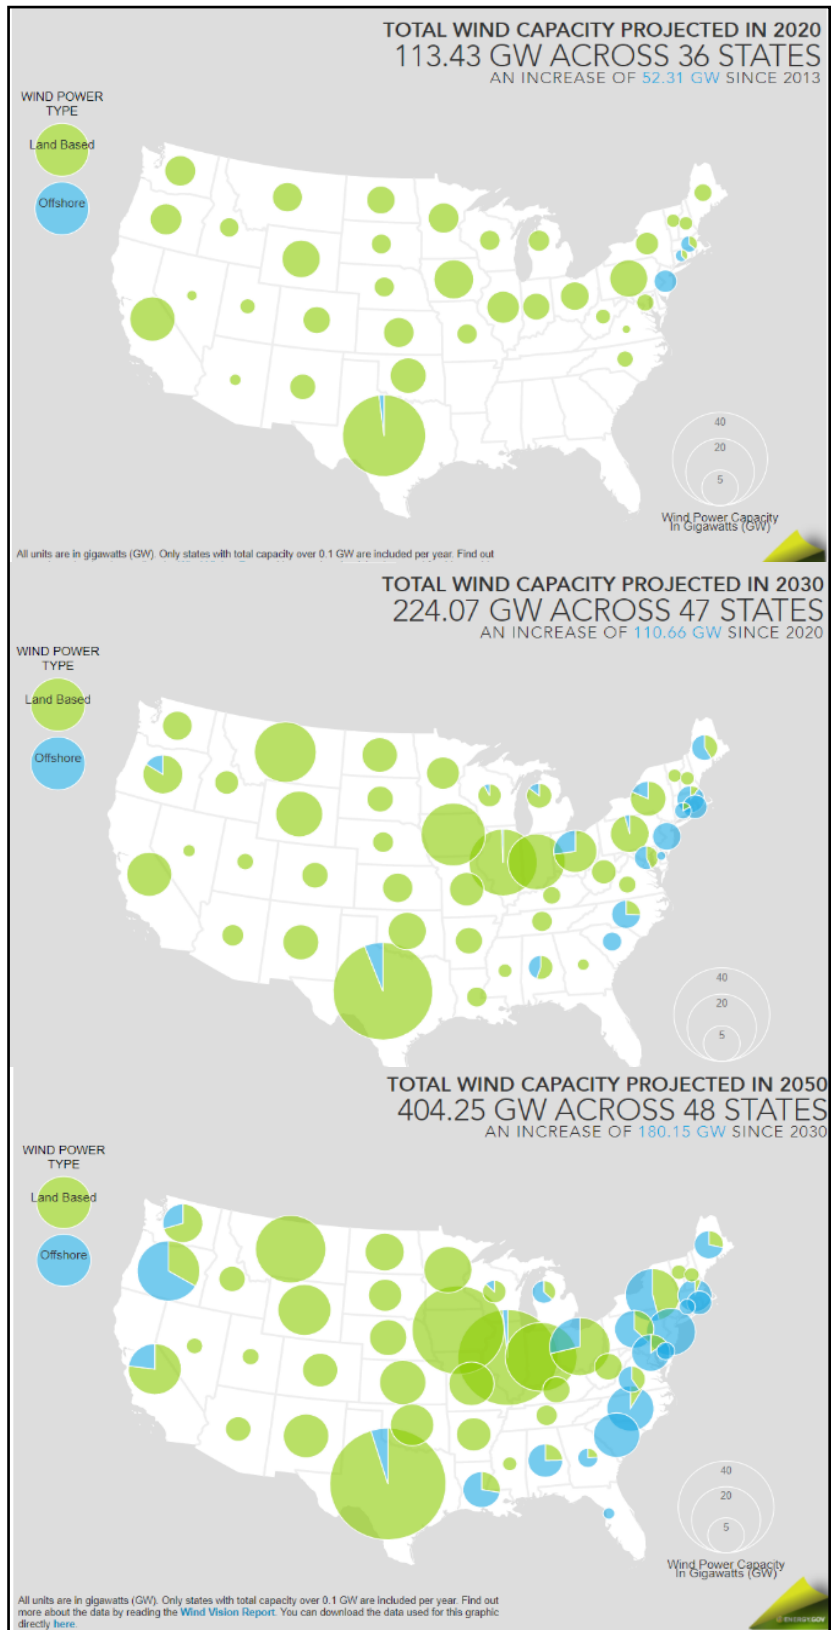 TOTAL WIND CAPACITY PROJECTED IN 2020
113.43 GW ACROSS 36 STATES
AN INCREASE OF 52.31 GW SINCE 2013
WIND POWER
TYPE
Land Based
Offshore
40
20
5
Wind Power Capacity
In Gigawatts (GW)
All units are in gigawatts (GW). Only states with total capacity over 0.1 GW are included per year. Find out
TOTAL WIND CAPACITY PROJECTED IN 2030
224.07 GW ACROSS 47 STATES
AN INCREASE OF 110.66 GW SINCE 2020
WIND POWER
TYPE
Land Based
Offshore
40
20
5
TOTAL WIND CAPACITY PROJECTED IN 2050
404.25 GW ACROSS 48 STATES
AN INCREASE OF 180.15 GW SINCE 2030
WIND POWER
TYPE
Land Based
Offshore
40
20
5
Wind Power Capacity
In Gigawatts (GW)
All units are in gigawatts (GW). Only states with total capacity over 0.1 GW are included per year. Find out
more about the data by reading the Wind Vision Report. You can download the data used for this graphic
directly here.
ENERGY.GOV